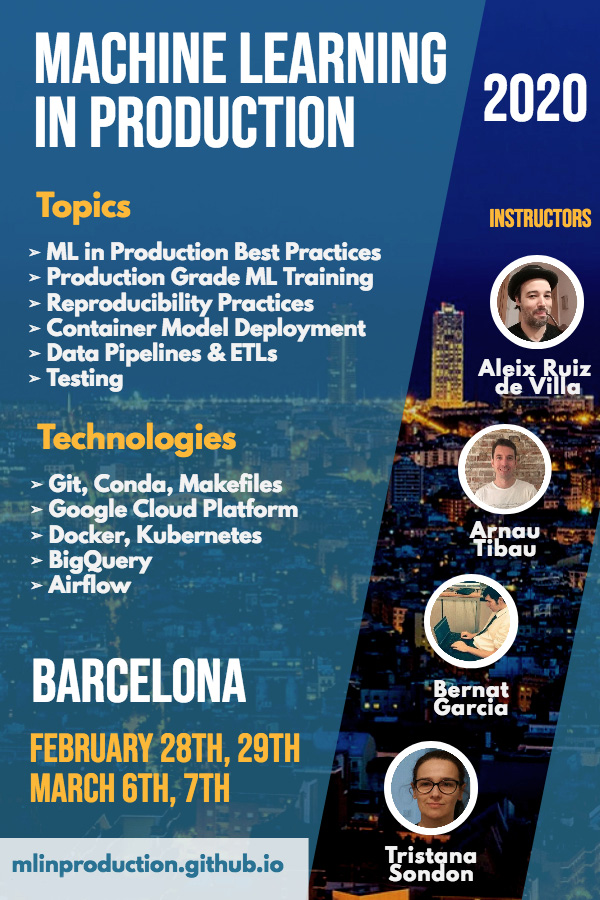 MACHINE LEARNING
IN PRODUCTION
2020
Topics
➢ ML in Production Best Practices
➢ Production Grade ML Training
➢ Reproducibility Practices
➢ Container Model Deployment
➢ Data Pipelines & ETLs
➢ Testing
Technologies
➢ Git, Conda, Makefiles
➢ Google Cloud Platform
➢ Docker, Kubernetes
➢ BigQuery
➢ Airflow
BARCELONA
FEBRUARY 28TH, 29TH
MARCH 6TH, 7TH
mlinproduction.github.io
INSTRUCTORS
Aleix Ruiz
de Villa
Arnau
Tibau
Bernat
Garcia
Tristana
Sondon